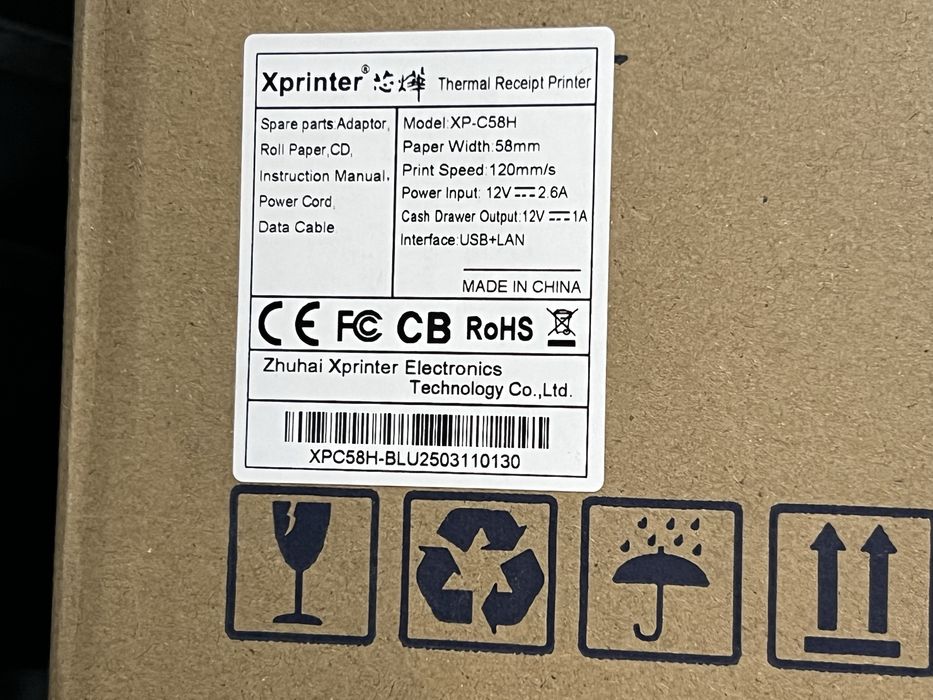 Xprinter® 芯烨 Thermal Receipt Printer
Spare parts:Adaptor,
Roll Paper,CD,
Instruction Manual,
Power Cord,
Data Cable
Model:XP-C58H
Paper Width:58mm
Print Speed:120mm/s
Power Input: 12V⎓2.6A
Cash Drawer Output:12V⎓1A
Interface:USB+LAN
MADE IN CHINA
CE FC CB RoHS
Zhuhai Xprinter Electronics
Technology Co.,Ltd.
XPC58H-BLU2503110130